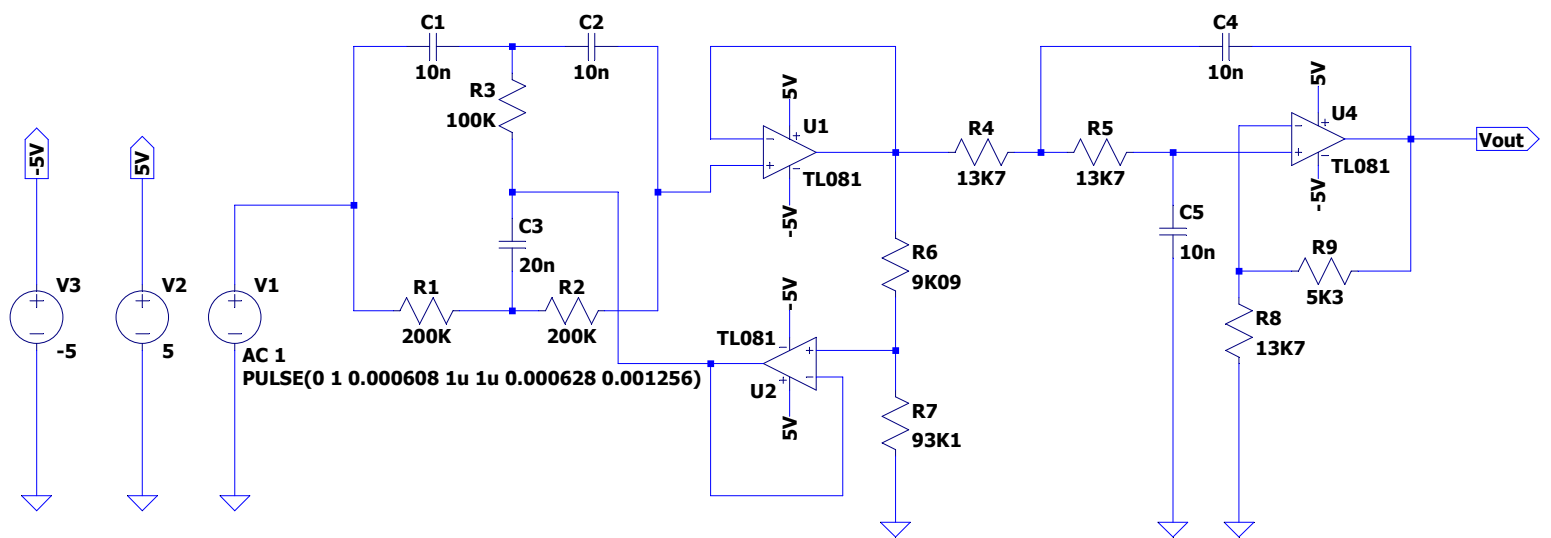 C1
10n
C2
10n
R3
100K
C3
20n
R1
200K
R2
200K
-5V
V3
-5
5V
V2
5
V1
AC 1
PULSE(0 1 0.000608 1u 1u 0.000628 0.001256)
5V
U1
TL081
-5V
R6
9K09
-5V
TL081
U2
5V
R7
93K1
R4
13K7
R5
13K7
C4
10n
C5
10n
5V
U4
TL081
-5V
R9
5K3
R8
13K7
Vout